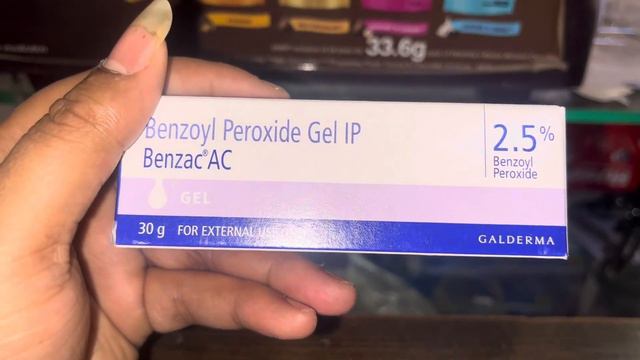 33.6g
Benzoyl Peroxide Gel IP
Benzac®AC
2.5%
Benzoyl
Peroxide
GEL
30 g FOR EXTERNAL USE
GALDERMA